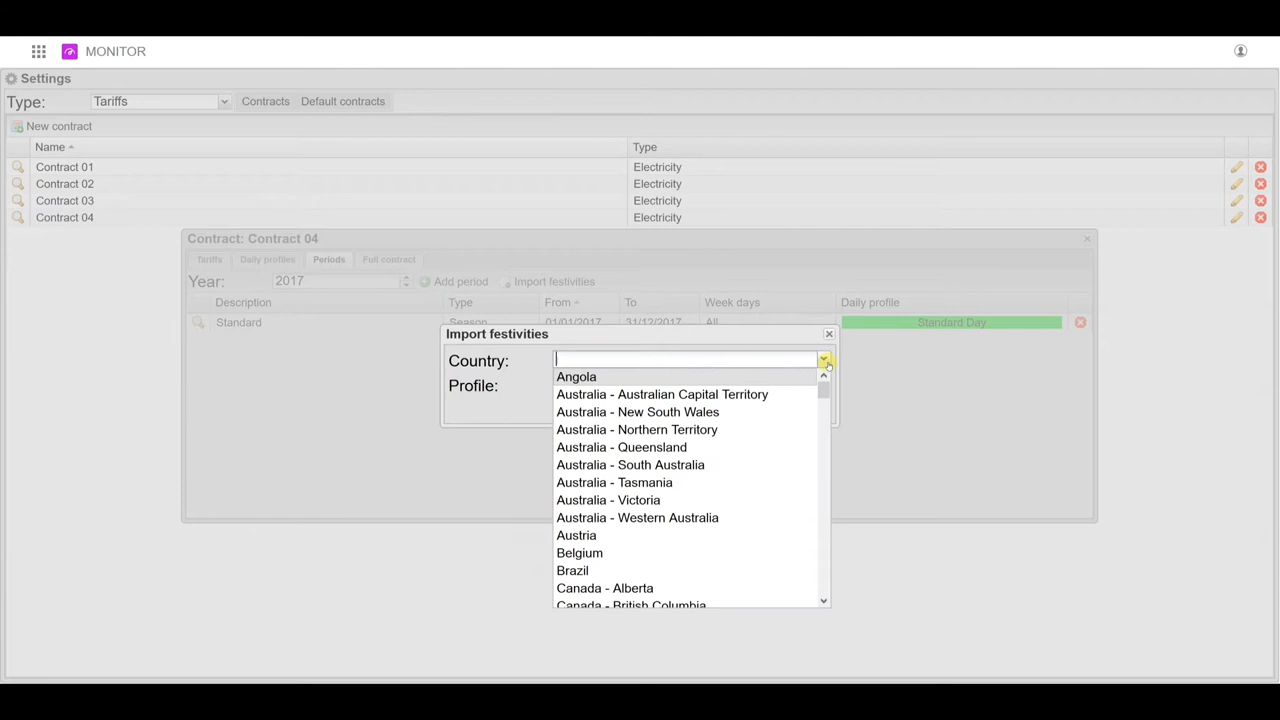 MONITOR
Settings
Type: Tariffs Contracts Default contracts
New contract
Name Type
Contract 01 Electricity
Contract 02 Electricity
Contract 03 Electricity
Contract 04 Electricity
Contract: Contract 04
Tariffs Daily profiles Periods Full contract
Year: 2017 Add period Import festivities
Description Type From To Week days Daily profile
Standard Season 01/01/2017 31/12/2017 All Standard Day
Import festivities
Country:
Profile:
Angola
Australia - Australian Capital Territory
Australia - New South Wales
Australia - Northern Territory
Australia - Queensland
Australia - South Australia
Australia - Tasmania
Australia - Victoria
Australia - Western Australia
Austria
Belgium
Brazil
Canada - Alberta
Canada - British Columbia